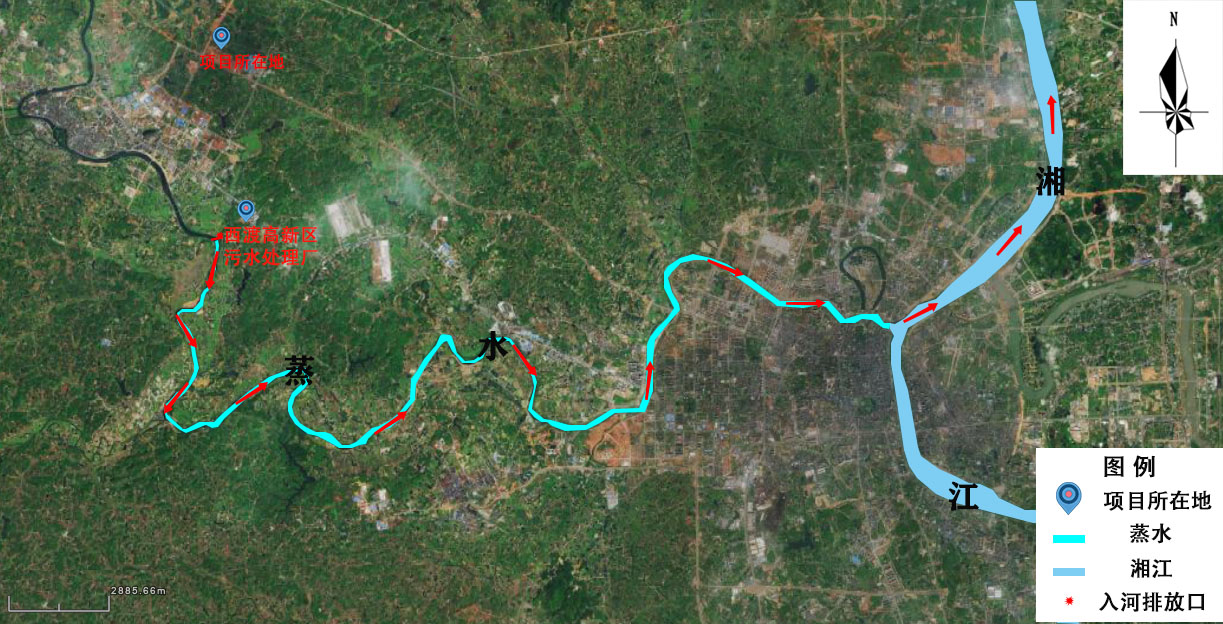 N
项目所在地
湘
西渡高新区
污水处理厂
水
蒸
江
图 例
项目所在地
蒸水
湘江
入河排放口
2885.66m